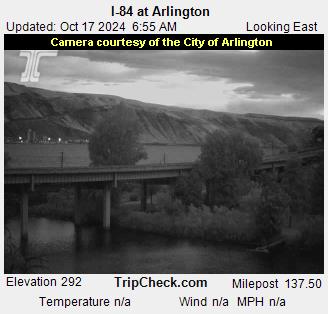 I-84 at Arlington
Updated: Oct 17 2024 6:55 AM Looking East
Camera courtesy of the City of Arlington
Elevation 292 TripCheck.com Milepost 137.50
Temperature n/a Wind n/a MPH n/a